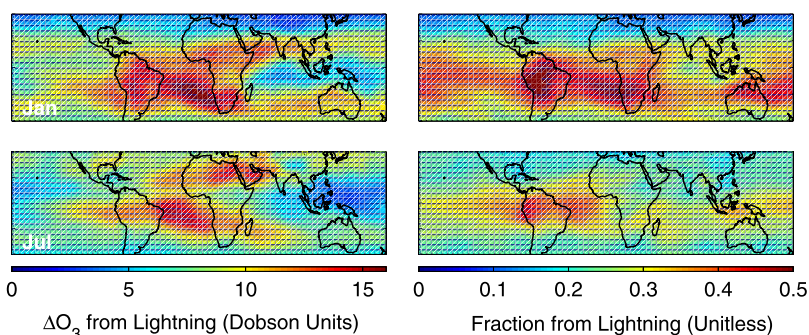 Jan
Jul
0 5 10 15
0 0.1 0.2 0.3 0.4 0.5
ΔO₃ from Lightning (Dobson Units)
Fraction from Lightning (Unitless)